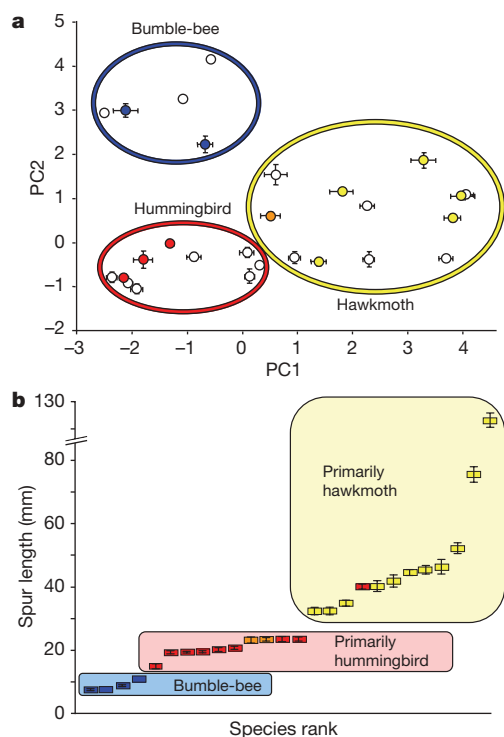 a
Bumble-bee
Hummingbird
Hawkmoth
PC2
5
4
3
2
1
0
−1
−2
−3
−2
−1
0
1
2
3
4
PC1
b
Spur length (mm)
130
80
60
40
20
0
Primarily
hawkmoth
Primarily
hummingbird
Bumble-bee
Species rank